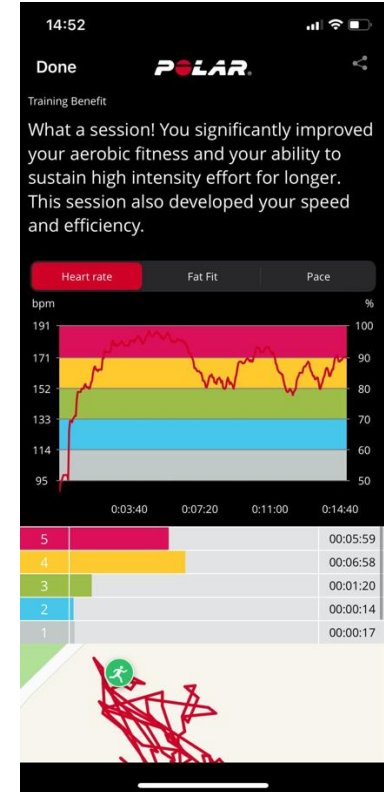 14:52
Done
POLAR
Training Benefit
What a session! You significantly improved
your aerobic fitness and your ability to
sustain high intensity effort for longer.
This session also developed your speed
and efficiency.
Heart rate Fat Fit Pace
bpm %
191 100
171 90
152 80
133 70
114 60
95 50
0:03:40 0:07:20 0:11:00 0:14:40
5 00:05:59
4 00:06:58
3 00:01:20
2 00:00:14
1 00:00:17